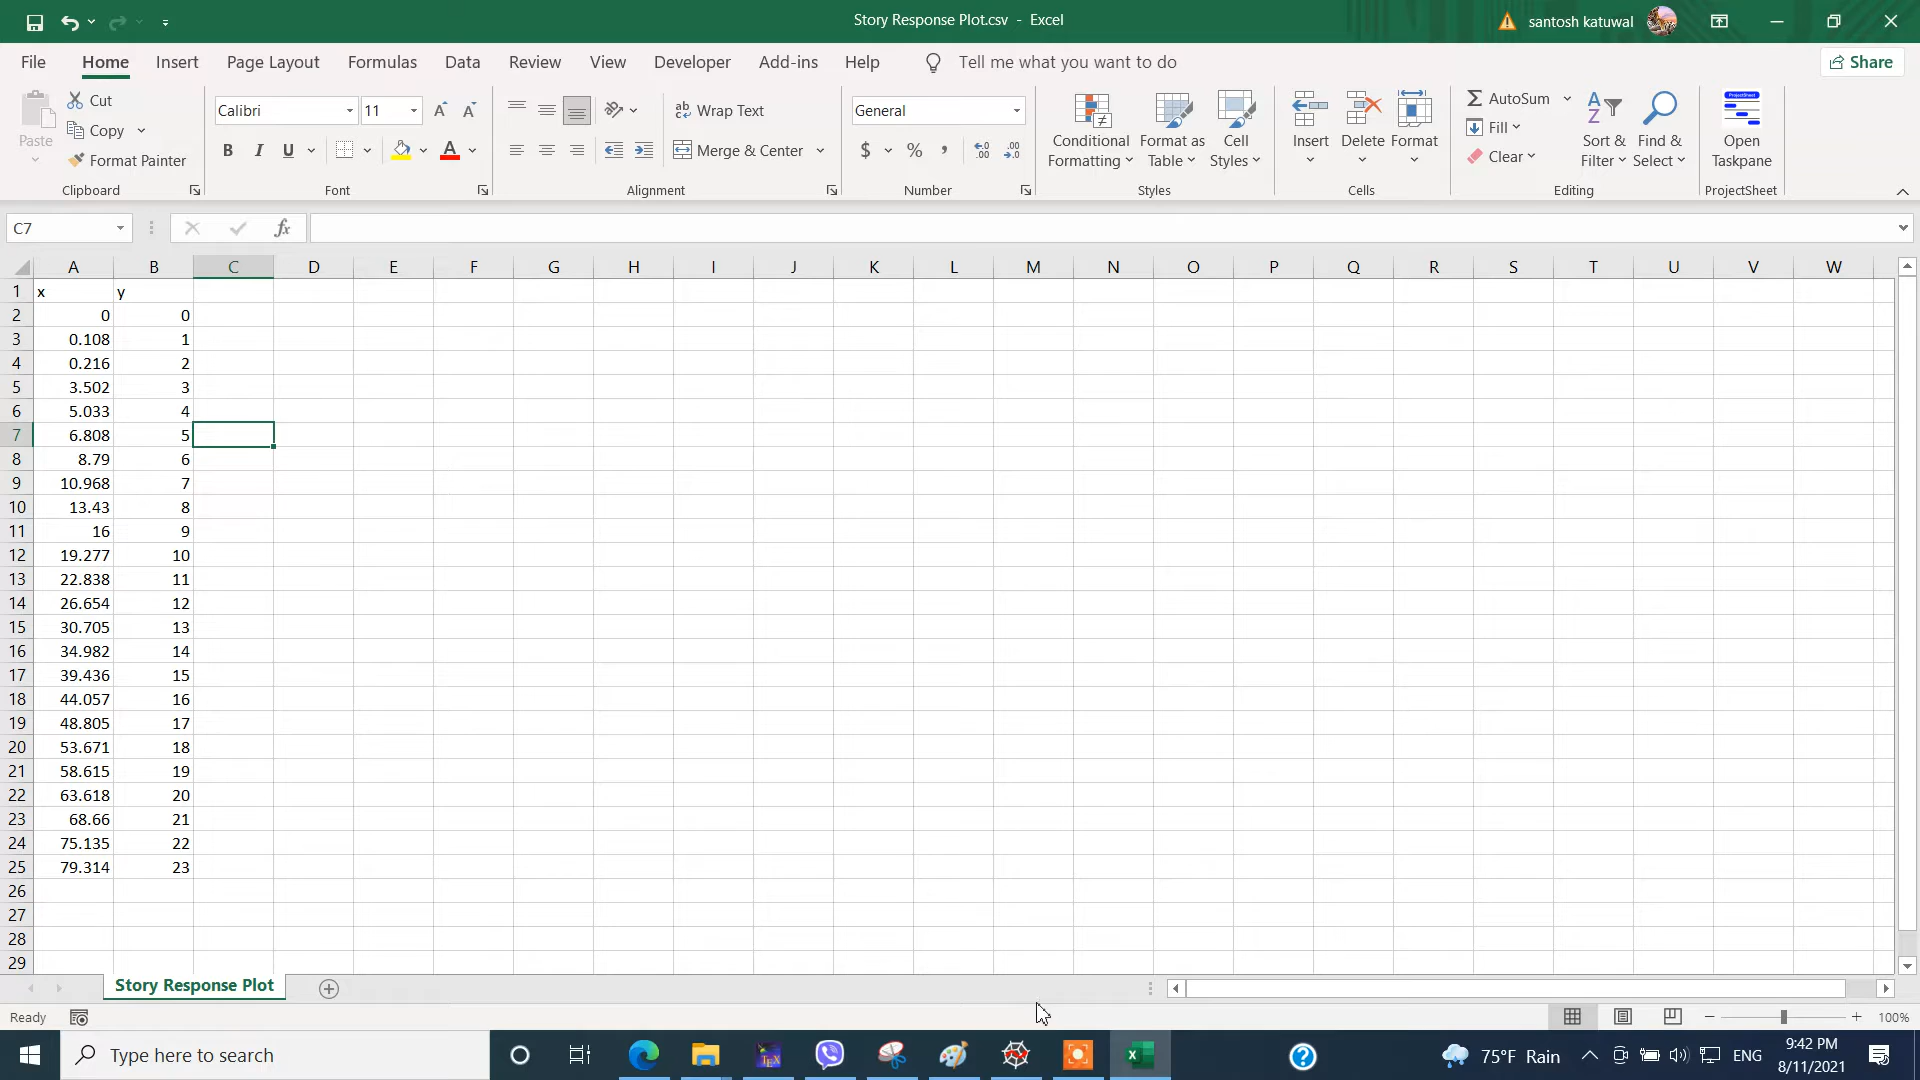 Story Response Plot.csv - Excel
santosh katuwal
File Home Insert Page Layout Formulas Data Review View Developer Add-ins Help Tell me what you want to do Share
Paste
Cut
Copy
Format Painter
Clipboard
Calibri 11
B I U
Font
Wrap Text
Merge & Center
Alignment
General
$ % ,
Number
Conditional Formatting
Format as Table
Cell Styles
Styles
Insert Delete Format
Cells
AutoSum
Fill
Clear
Sort & Filter
Find & Select
Editing
Open Taskpane
ProjectSheet
C7 fx
A B C D E F G H I J K L M N O P Q R S T U V W
1 x y
2 0 0
3 0.108 1
4 0.216 2
5 3.502 3
6 5.033 4
7 6.808 5
8 8.79 6
9 10.968 7
10 13.43 8
11 16 9
12 19.277 10
13 22.838 11
14 26.654 12
15 30.705 13
16 34.982 14
17 39.436 15
18 44.057 16
19 48.805 17
20 53.671 18
21 58.615 19
22 63.618 20
23 68.66 21
24 75.135 22
25 79.314 23
26
27
28
29
Story Response Plot
Ready
100%
Type here to search
75°F Rain
ENG
9:42 PM
8/11/2021